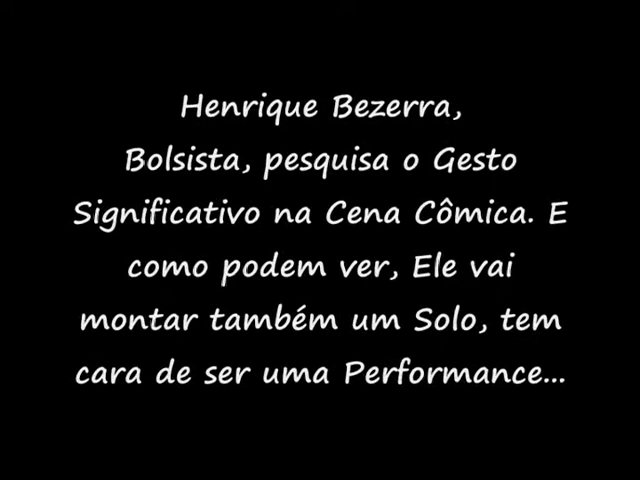 Henrique Bezerra,
Bolsista, pesquisa o Gesto
Significativo na Cena Cômica. E
como podem ver, Ele vai
montar também um Solo, tem
cara de ser uma Performance...